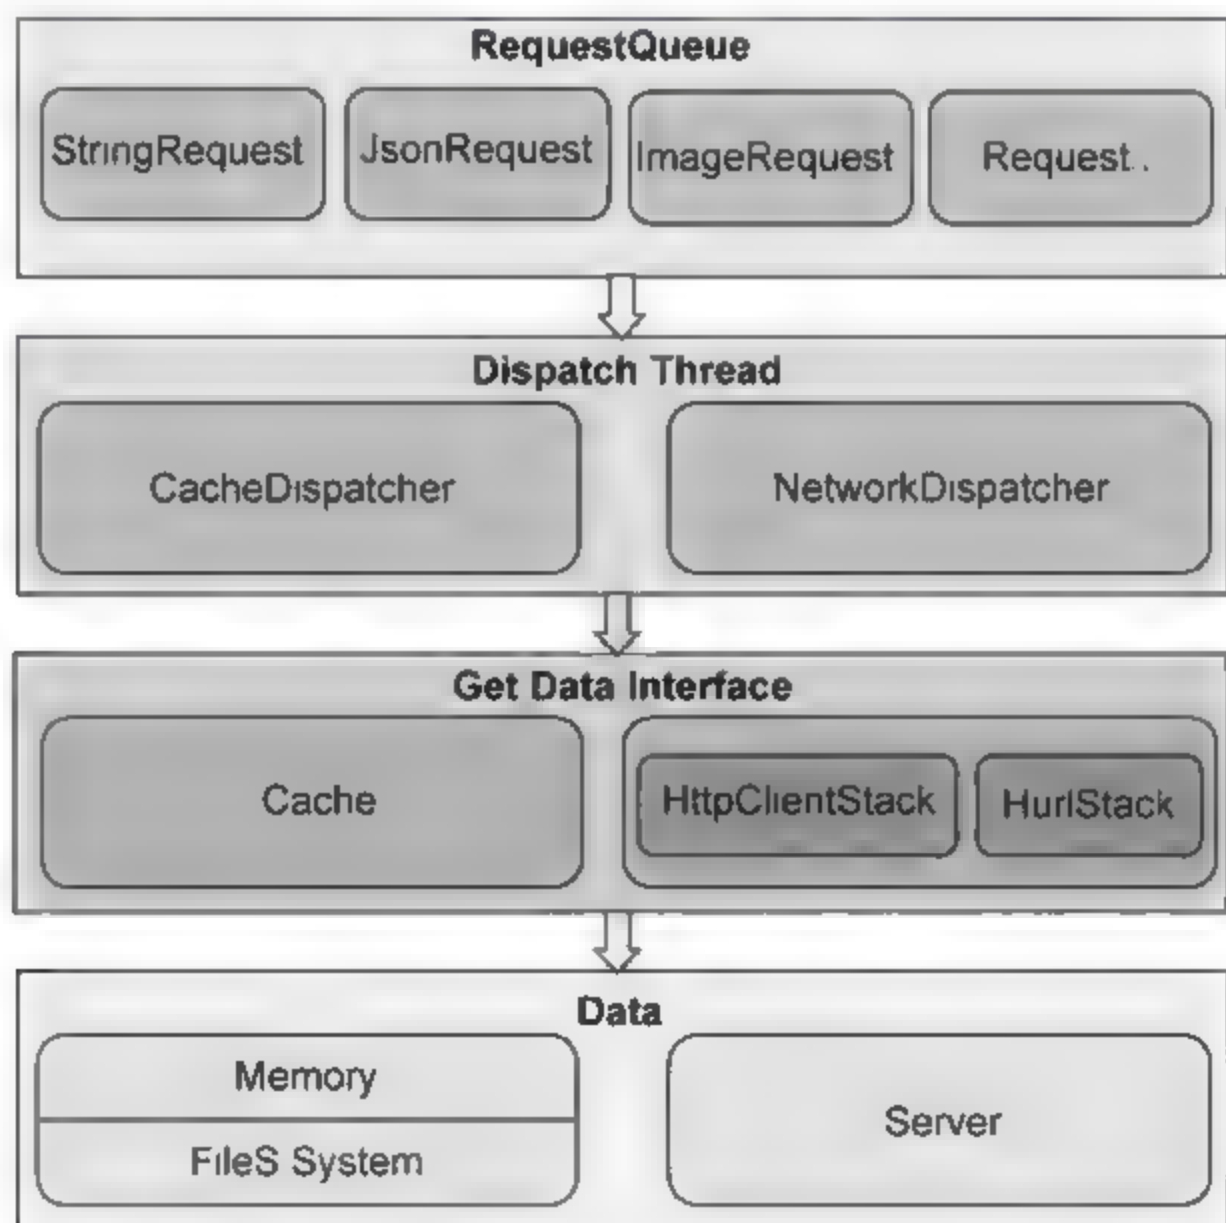 RequestQueue
StringRequest
JsonRequest
ImageRequest
Request..
Dispatch Thread
CacheDispatcher
NetworkDispatcher
Get Data Interface
Cache
HttpClientStack
HurlStack
Data
Memory
FileS System
Server